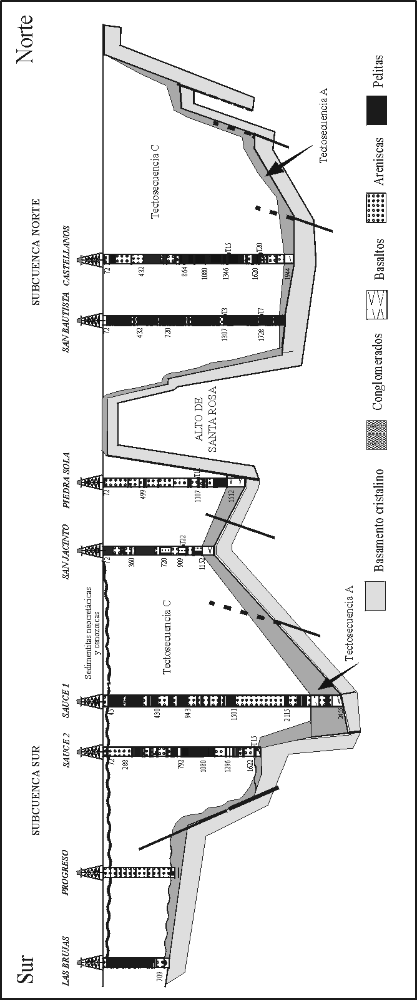 Sur
Norte
SUBCUENCA SUR
SUBCUENCA NORTE
LAS BRUJAS
PROGRESO
SAUCE 2
SAUCE 1
SAN JACINTO
PIEDRA SOLA
SAN BAUTISTA
CASTELLANOS
Sedimentitas neocretácicas
y cenozoicas
709
72
288
792
1080
1296
1622
T15
45
430
943
1501
2115
2455
72
360
720
909
1152
T22
72
499
1107
1512
72
432
720
1307
1728
T3
T7
72
432
864
1080
1346
1620
1944
T15
T20
Tectosecuencia C
Tectosecuencia C
ALTO DE
SANTA ROSA
Tectosecuencia A
Tectosecuencia A
Basamento cristalino
Conglomerados
Basaltos
Areniscas
Pelitas